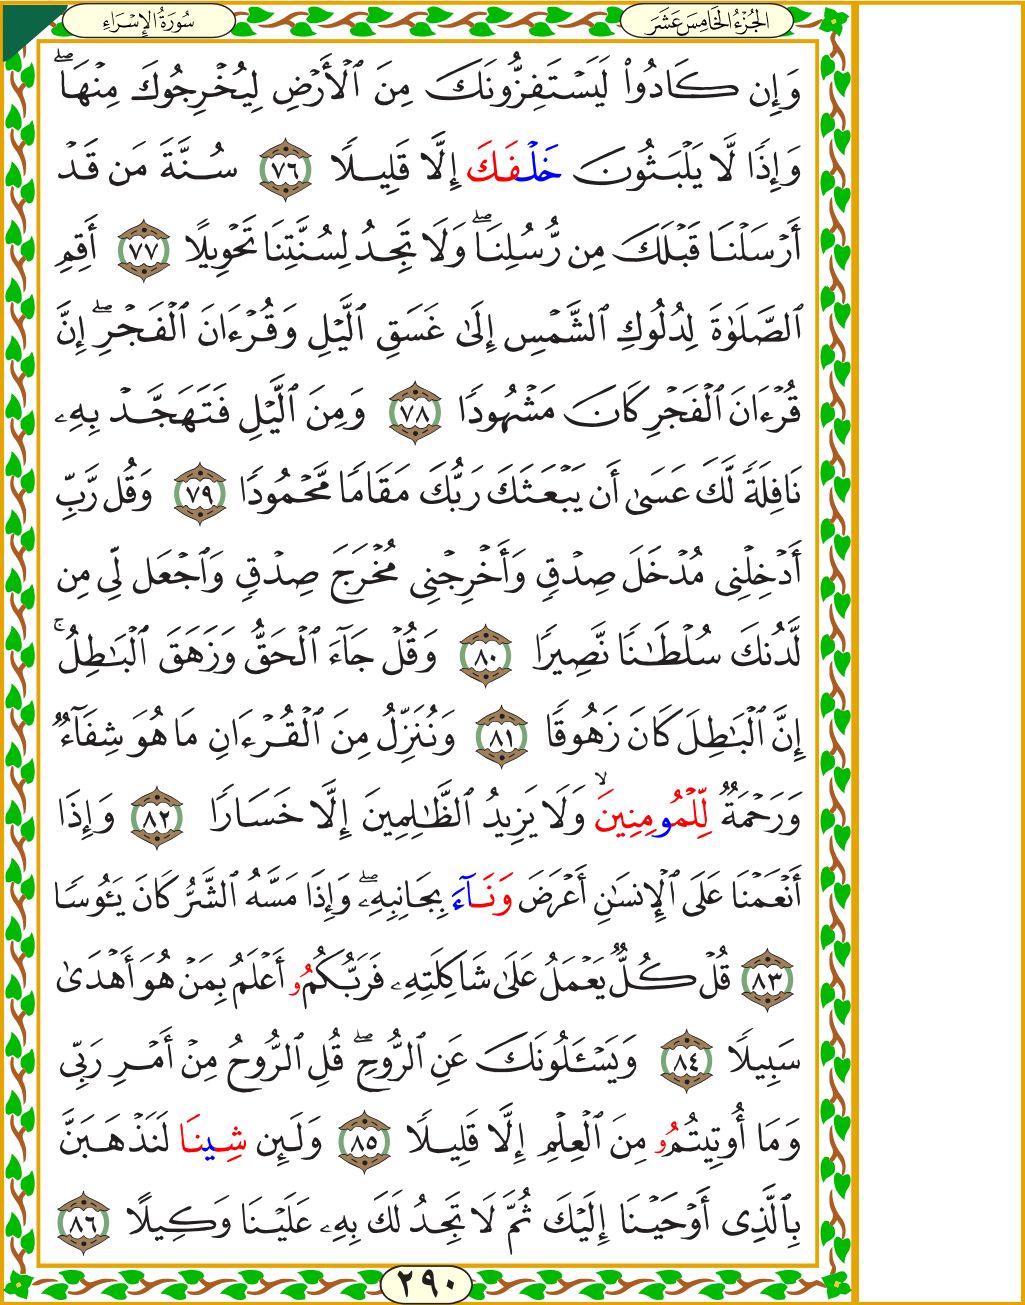 الجُزْءُ الخَامِسَ عَشَرَ
سُورَةُ الإِسْرَاءِ
وَإِن كَادُواْ لَيَسْتَفِزُّونَكَ مِنَ ٱلْأَرْضِ لِيُخْرِجُوكَ مِنْهَاۖ
وَإِذًا لَّا يَلْبَثُونَ خَلْفَكَ إِلَّا قَلِيلًا ٧٦ سُنَّةَ مَن قَدْ
أَرْسَلْنَا قَبْلَكَ مِن رُّسُلِنَاۖ وَلَا تَجِدُ لِسُنَّتِنَا تَحْوِيلًا ٧٧ أَقِمِ
ٱلصَّلَوٰةَ لِدُلُوكِ ٱلشَّمْسِ إِلَىٰ غَسَقِ ٱلَّيْلِ وَقُرْءَانَ ٱلْفَجْرِۖ إِنَّ
قُرْءَانَ ٱلْفَجْرِ كَانَ مَشْهُودًا ٧٨ وَمِنَ ٱلَّيْلِ فَتَهَجَّدْ بِهِۦ
نَافِلَةً لَّكَ عَسَىٰ أَن يَبْعَثَكَ رَبُّكَ مَقَامًا مَّحْمُودًا ٧٩ وَقُل رَّبِّ
أَدْخِلْنِى مُدْخَلَ صِدْقٍ وَأَخْرِجْنِى مُخْرَجَ صِدْقٍ وَٱجْعَل لِّى مِن
لَّدُنكَ سُلْطَٰنًا نَّصِيرًا ٨٠ وَقُلْ جَآءَ ٱلْحَقُّ وَزَهَقَ ٱلْبَٰطِلُۚ
إِنَّ ٱلْبَٰطِلَ كَانَ زَهُوقًا ٨١ وَنُنَزِّلُ مِنَ ٱلْقُرْءَانِ مَا هُوَ شِفَآءٌ
وَرَحْمَةٌ لِّلْمُومِنِينَۙ وَلَا يَزِيدُ ٱلظَّٰلِمِينَ إِلَّا خَسَارًا ٨٢ وَإِذَا
أَنْعَمْنَا عَلَى ٱلْإِنسَٰنِ أَعْرَضَ وَنَآءَ بِجَانِبِهِۦۖ وَإِذَا مَسَّهُ ٱلشَّرُّ كَانَ يَـُٔوسًا
٨٣ قُلْ كُلٌّ يَعْمَلُ عَلَىٰ شَاكِلَتِهِۦ فَرَبُّكُمُۥ أَعْلَمُ بِمَنْ هُوَ أَهْدَىٰ
سَبِيلًا ٨٤ وَيَسْـَٔلُونَكَ عَنِ ٱلرُّوحِۖ قُلِ ٱلرُّوحُ مِنْ أَمْرِ رَبِّى
وَمَا أُوتِيتُمُۥ مِنَ ٱلْعِلْمِ إِلَّا قَلِيلًا ٨٥ وَلَئِن شِينَا لَنَذْهَبَنَّ
بِٱلَّذِى أَوْحَيْنَا إِلَيْكَ ثُمَّ لَا تَجِدُ لَكَ بِهِۦ عَلَيْنَا وَكِيلًا ٨٦
٢٩٠